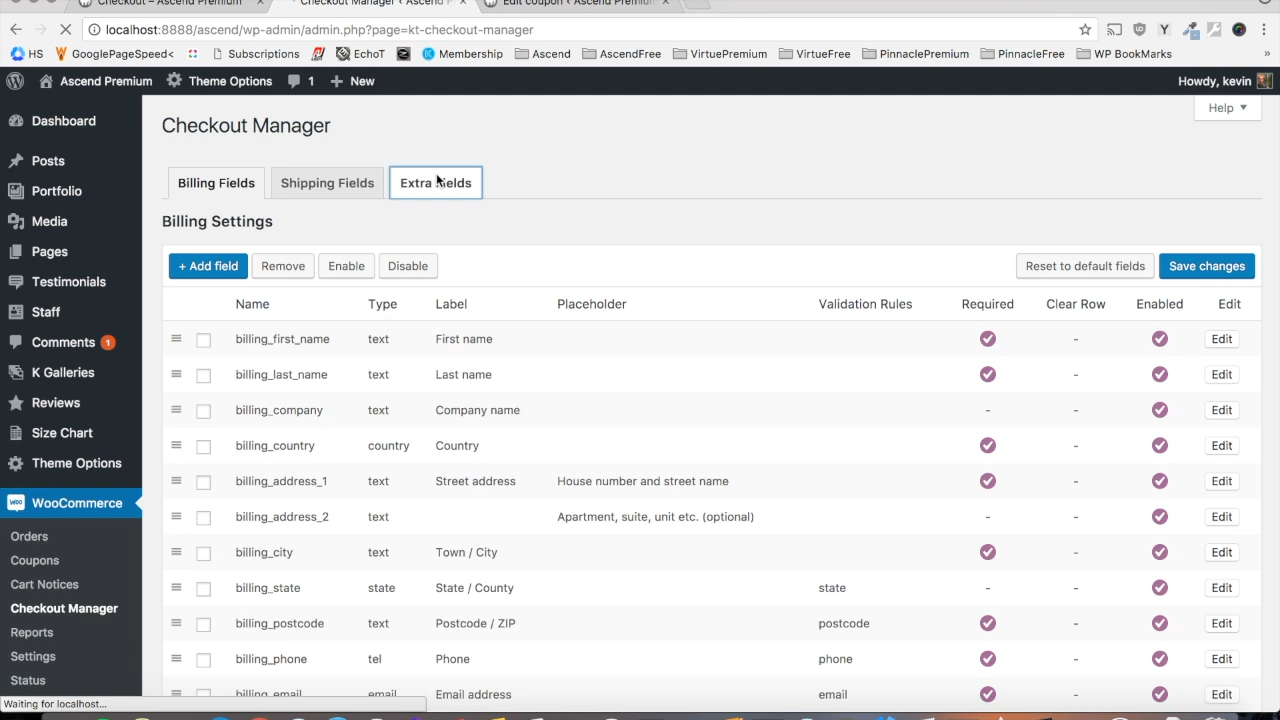 Checkout – Ascend Premium
Checkout Manager ‹ Ascend P
Edit coupon ‹ Ascend Premium
localhost:8888/ascend/wp-admin/admin.php?page=kt-checkout-manager
HS GooglePageSpeed< Subscriptions EchoT Membership Ascend AscendFree VirtuePremium VirtueFree PinnaclePremium PinnacleFree WP BookMarks »
Ascend Premium Theme Options 1 + New Howdy, kevin
Help ▼
Checkout Manager
Billing Fields Shipping Fields Extra Fields
Billing Settings
+ Add field Remove Enable Disable Reset to default fields Save changes
Name Type Label Placeholder Validation Rules Required Clear Row Enabled Edit
billing_first_name text First name - Edit
billing_last_name text Last name - Edit
billing_company text Company name - - Edit
billing_country country Country - Edit
billing_address_1 text Street address House number and street name - Edit
billing_address_2 text Apartment, suite, unit etc. (optional) - - Edit
billing_city text Town / City - Edit
billing_state state State / County state - - Edit
billing_postcode text Postcode / ZIP postcode - Edit
billing_phone tel Phone phone - Edit
billing_email email Email address email - Edit
Dashboard
Posts
Portfolio
Media
Pages
Testimonials
Staff
Comments 1
K Galleries
Reviews
Size Chart
Theme Options
WooCommerce
Orders
Coupons
Cart Notices
Checkout Manager
Reports
Settings
Status
Waiting for localhost...